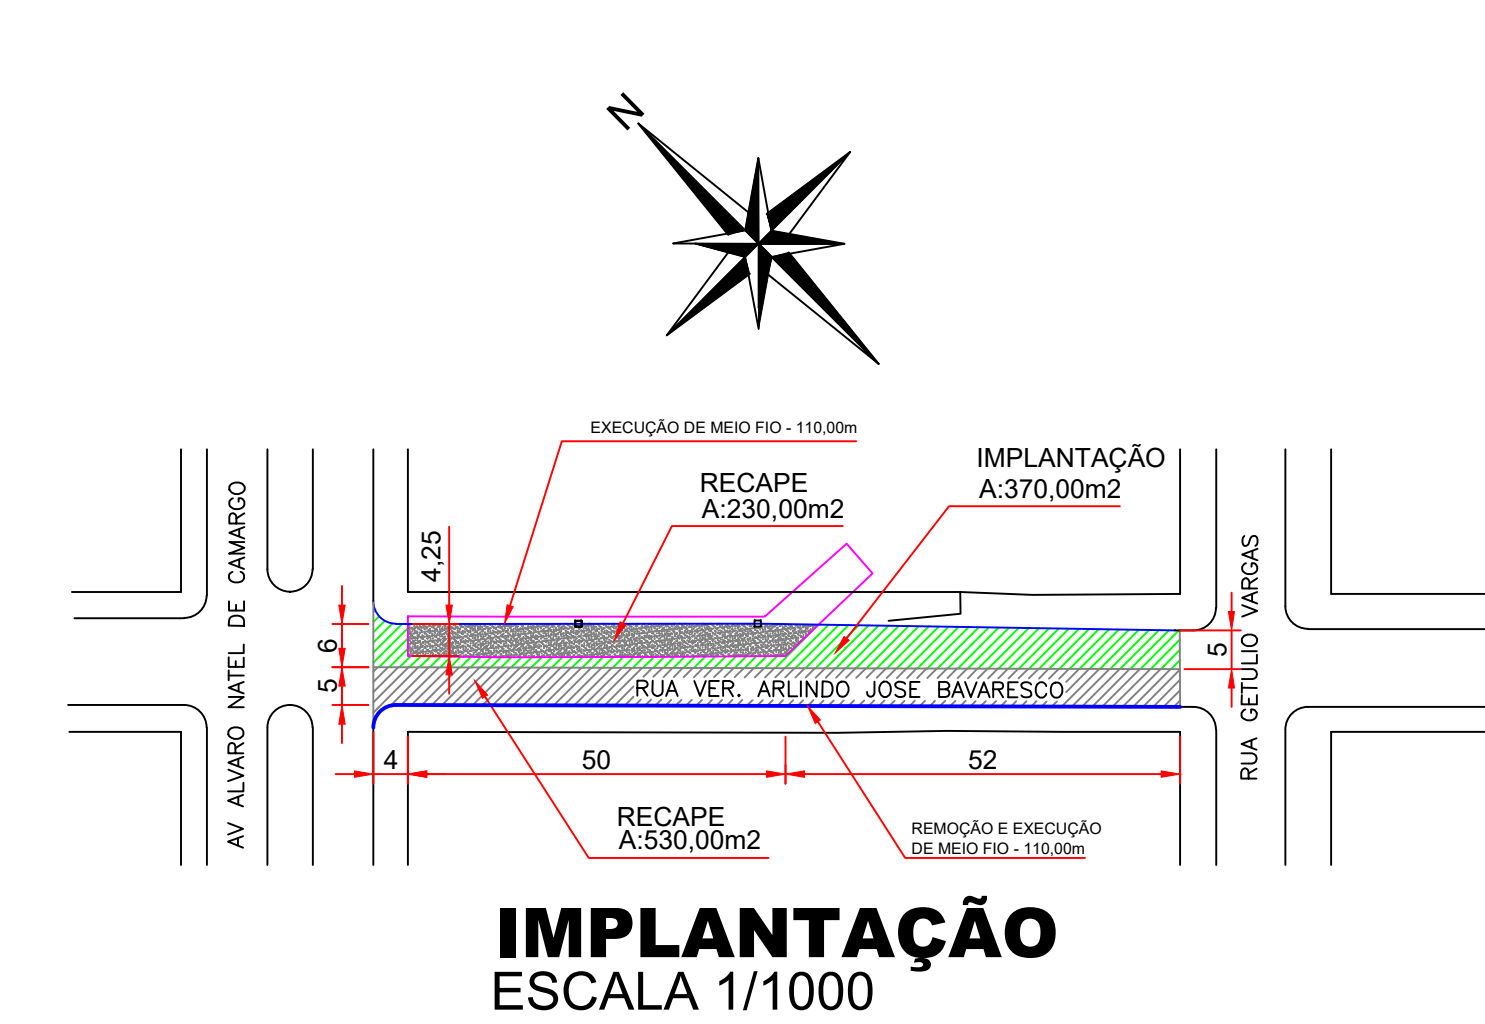 N
EXECUÇÃO DE MEIO FIO - 110,00m
IMPLANTAÇÃO
A:370,00m2
RECAPE
A:230,00m2
4,25
AV ALVARO NATEL DE CAMARGO
RUA GETULIO VARGAS
6
5
5
RUA VER. ARLINDO JOSE BAVARESCO
4
50
52
RECAPE
A:530,00m2
REMOÇÃO E EXECUÇÃO
DE MEIO FIO - 110,00m
IMPLANTAÇÃO
ESCALA 1/1000